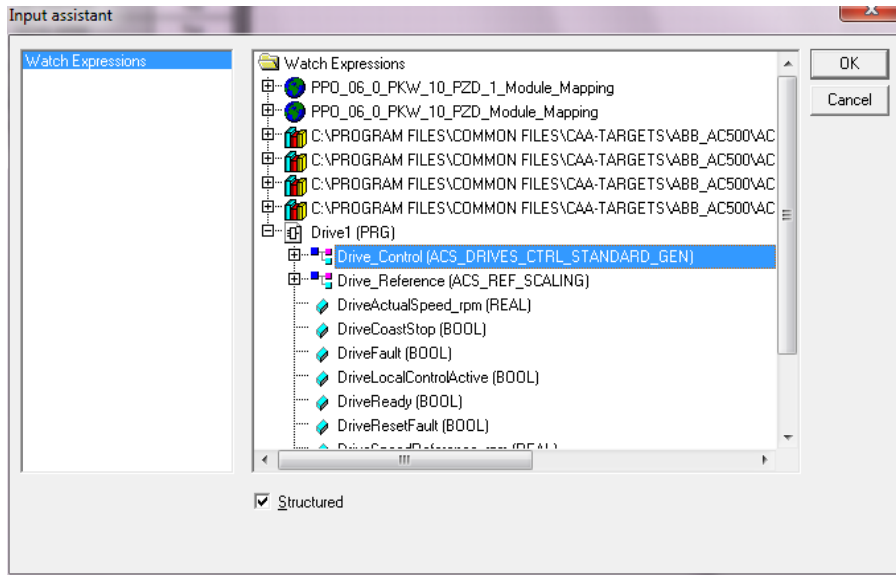 Input assistant
Watch Expressions
Watch Expressions
PPO_06_0_PKW_10_PZD_1_Module_Mapping
PPO_06_0_PKW_10_PZD_Module_Mapping
C:\PROGRAM FILES\COMMON FILES\CAA-TARGETS\ABB_AC500\AC
C:\PROGRAM FILES\COMMON FILES\CAA-TARGETS\ABB_AC500\AC
C:\PROGRAM FILES\COMMON FILES\CAA-TARGETS\ABB_AC500\AC
C:\PROGRAM FILES\COMMON FILES\CAA-TARGETS\ABB_AC500\AC
Drive1 (PRG)
Drive_Control (ACS_DRIVES_CTRL_STANDARD_GEN)
Drive_Reference (ACS_REF_SCALING)
DriveActualSpeed_rpm (REAL)
DriveCoastStop (BOOL)
DriveFault (BOOL)
DriveLocalControlActive (BOOL)
DriveReady (BOOL)
DriveResetFault (BOOL)
DriveSpeedReference_rpm (REAL)
OK
Cancel
Structured